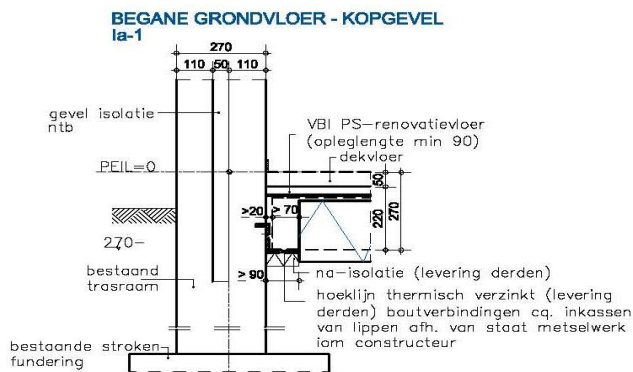 BEGANE GRONDVLOER - KOPGEVEL
Ia-1
270
110 50 110
gevel isolatie
ntb
VBI PS-renovatievloer
(opleglengte min 90)
dekvloer
PEIL=0
50
>20 > 70
220
270
270-
na-isolatie (levering derden)
bestaand
trasraam
> 90
hoeklijn thermisch verzinkt (levering
derden) boutverbindingen cq. inkassen
van lippen afh. van staat metselwerk
iom constructeur
bestaande stroken
fundering